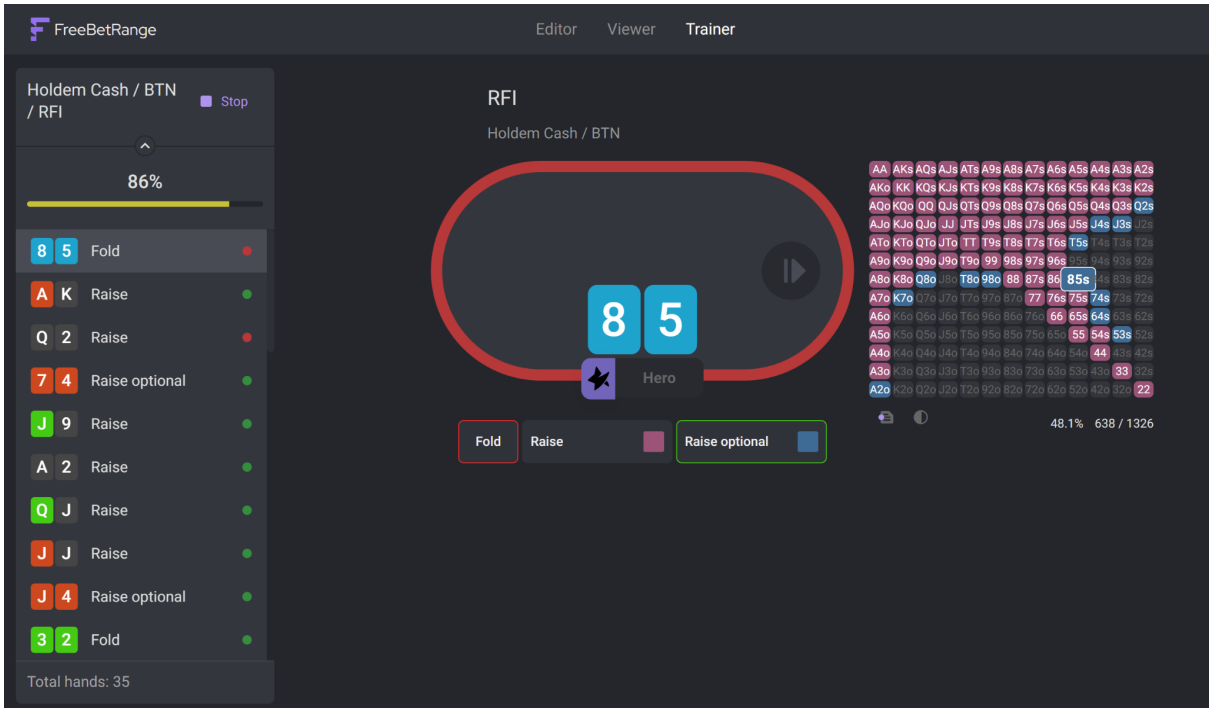 FreeBetRange
Editor Viewer Trainer
Holdem Cash / BTN
/ RFI
Stop
86%
8 5 Fold
A K Raise
Q 2 Raise
7 4 Raise optional
J 9 Raise
A 2 Raise
Q J Raise
J J Raise
J 4 Raise optional
3 2 Fold
Total hands: 35
RFI
Holdem Cash / BTN
8 5
Hero
Fold Raise Raise optional
AA AKs AQs AJs ATs A9s A8s A7s A6s A5s A4s A3s A2s
AKo KK KQs KJs KTs K9s K8s K7s K6s K5s K4s K3s K2s
AQo KQo QQ QJs QTs Q9s Q8s Q7s Q6s Q5s Q4s Q3s Q2s
AJo KJo QJo JJ JTs J9s J8s J7s J6s J5s J4s J3s J2s
ATo KTo QTo JTo TT T9s T8s T7s T6s T5s T4s T3s T2s
A9o K9o Q9o J9o T9o 99 98s 97s 96s 95s 94s 93s 92s
A8o K8o Q8o J8o T8o 98o 88 87s 86 85s 4s 83s 82s
A7o K7o Q7o J7o T7o 97o 87o 77 76s 75s 74s 73s 72s
A6o K6o Q6o J6o T6o 96o 86o 76o 66 65s 64s 63s 62s
A5o K5o Q5o J5o T5o 95o 85o 75o 65o 55 54s 53s 52s
A4o K4o Q4o J4o T4o 94o 84o 74o 64o 54o 44 43s 42s
A3o K3o Q3o J3o T3o 93o 83o 73o 63o 53o 43o 33 32s
A2o K2o Q2o J2o T2o 92o 82o 72o 62o 52o 42o 32o 22
48.1% 638 / 1326